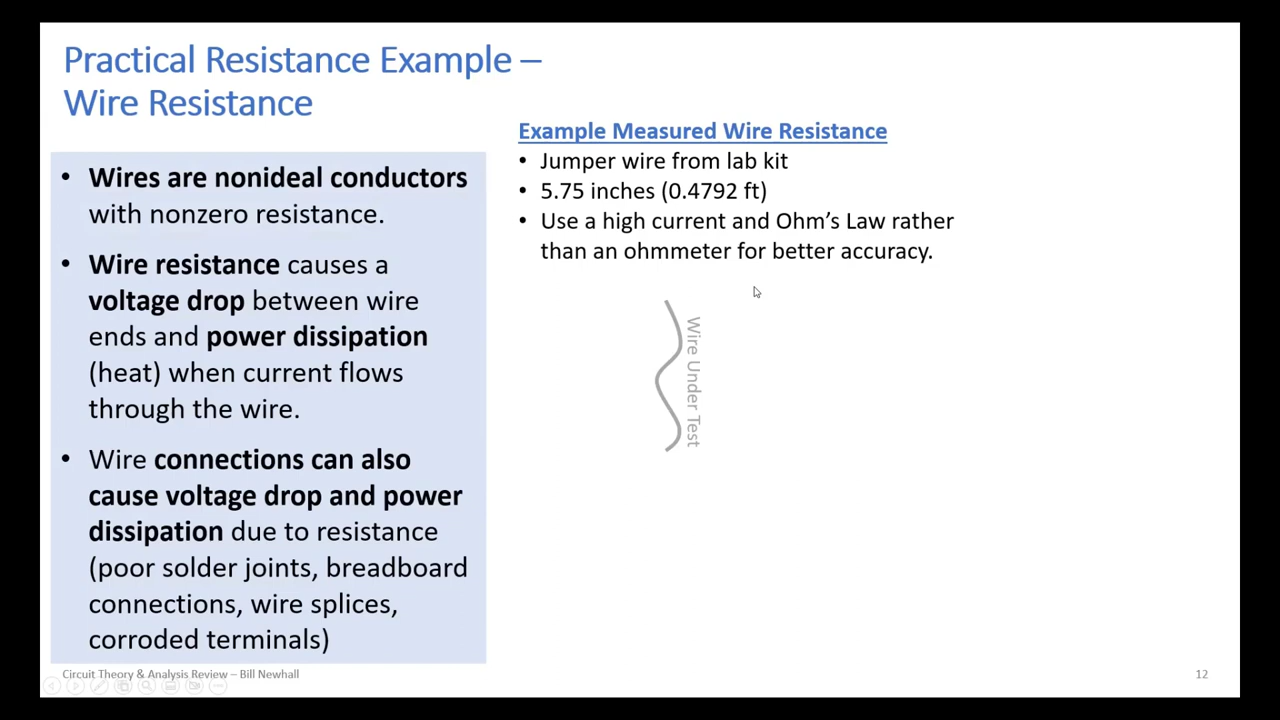 Practical Resistance Example –
Wire Resistance
• Wires are nonideal conductors
with nonzero resistance.
• Wire resistance causes a
voltage drop between wire
ends and power dissipation
(heat) when current flows
through the wire.
• Wire connections can also
cause voltage drop and power
dissipation due to resistance
(poor solder joints, breadboard
connections, wire splices,
corroded terminals)
Example Measured Wire Resistance
• Jumper wire from lab kit
• 5.75 inches (0.4792 ft)
• Use a high current and Ohm’s Law rather
than an ohmmeter for better accuracy.
Wire Under Test
Circuit Theory & Analysis Review – Bill Newhall
12